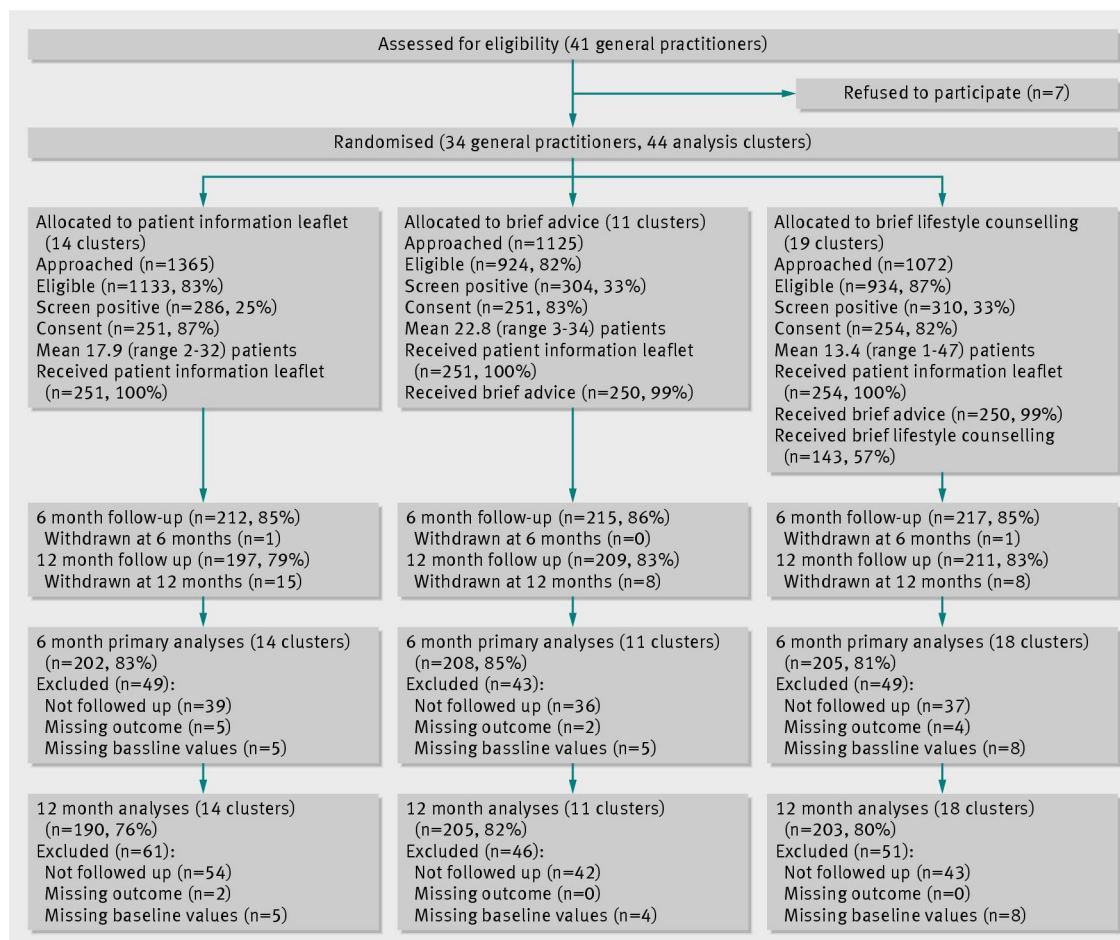 Assessed for eligibility (41 general practitioners)
Refused to participate (n=7)
Randomised (34 general practitioners, 44 analysis clusters)
Allocated to patient information leaflet
(14 clusters)
Approached (n=1365)
Eligible (n=1133, 83%)
Screen positive (n=286, 25%)
Consent (n=251, 87%)
Mean 17.9 (range 2-32) patients
Received patient information leaflet
(n=251, 100%)
Allocated to brief advice (11 clusters)
Approached (n=1125)
Eligible (n=924, 82%)
Screen positive (n=304, 33%)
Consent (n=251, 83%)
Mean 22.8 (range 3-34) patients
Received patient information leaflet
(n=251, 100%)
Received brief advice (n=250, 99%)
Allocated to brief lifestyle counselling
(19 clusters)
Approached (n=1072)
Eligible (n=934, 87%)
Screen positive (n=310, 33%)
Consent (n=254, 82%)
Mean 13.4 (range 1-47) patients
Received patient information leaflet
(n=254, 100%)
Received brief advice (n=250, 99%)
Received brief lifestyle counselling
(n=143, 57%)
6 month follow-up (n=212, 85%)
Withdrawn at 6 months (n=1)
12 month follow up (n=197, 79%)
Withdrawn at 12 months (n=15)
6 month follow-up (n=215, 86%)
Withdrawn at 6 months (n=0)
12 month follow up (n=209, 83%)
Withdrawn at 12 months (n=8)
6 month follow-up (n=217, 85%)
Withdrawn at 6 months (n=1)
12 month follow up (n=211, 83%)
Withdrawn at 12 months (n=8)
6 month primary analyses (14 clusters)
(n=202, 83%)
Excluded (n=49):
Not followed up (n=39)
Missing outcome (n=5)
Missing bassline values (n=5)
6 month primary analyses (11 clusters)
(n=208, 85%)
Excluded (n=43):
Not followed up (n=36)
Missing outcome (n=2)
Missing bassline values (n=5)
6 month primary analyses (18 clusters)
(n=205, 81%)
Excluded (n=49):
Not followed up (n=37)
Missing outcome (n=4)
Missing bassline values (n=8)
12 month analyses (14 clusters)
(n=190, 76%)
Excluded (n=61):
Not followed up (n=54)
Missing outcome (n=2)
Missing baseline values (n=5)
12 month analyses (11 clusters)
(n=205, 82%)
Excluded (n=46):
Not followed up (n=42)
Missing outcome (n=0)
Missing baseline values (n=4)
12 month analyses (18 clusters)
(n=203, 80%)
Excluded (n=51):
Not followed up (n=43)
Missing outcome (n=0)
Missing baseline values (n=8)